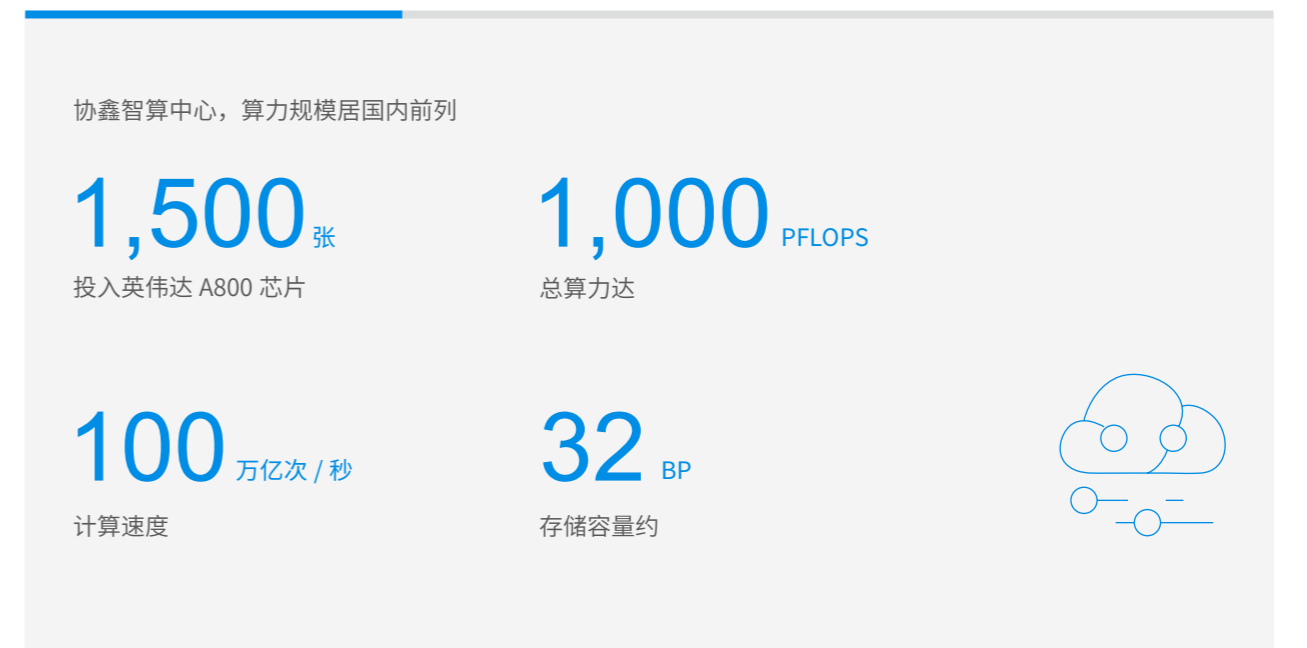 协鑫智算中心，算力规模居国内前列
1,500 张
投入英伟达 A800 芯片
1,000 PFLOPS
总算力达
100 万亿次 / 秒
计算速度
32 BP
存储容量约